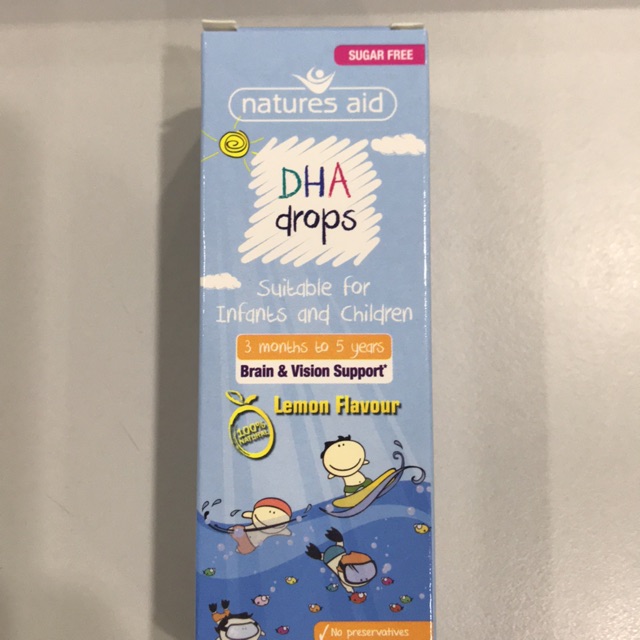 SUGAR FREE
natures aid
DHA
drops
Suitable for
Infants and Children
3 months to 5 years
Brain & Vision Support*
Lemon Flavour
100%
NATURAL
✓ No preservatives